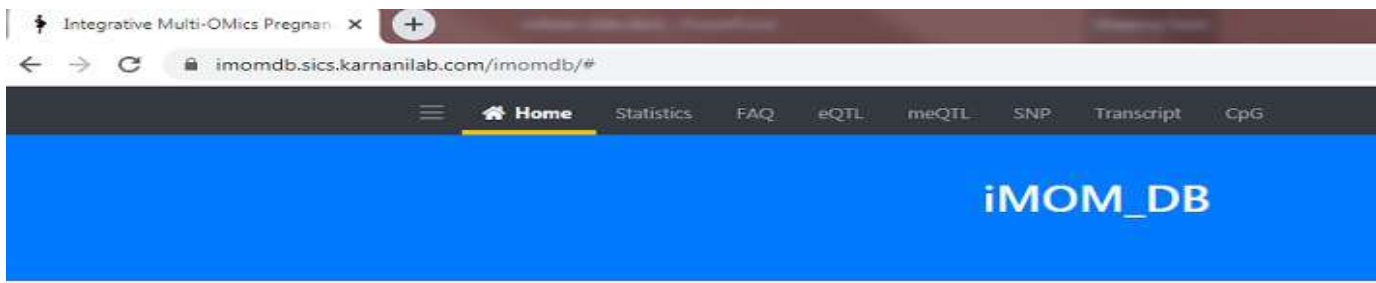 Integrative Multi-OMics Pregnan
imomdb.sics.karnanilab.com/imomdb/#
Home Statistics FAQ eQTL meQTL SNP Transcript CpG
iMOM_DB